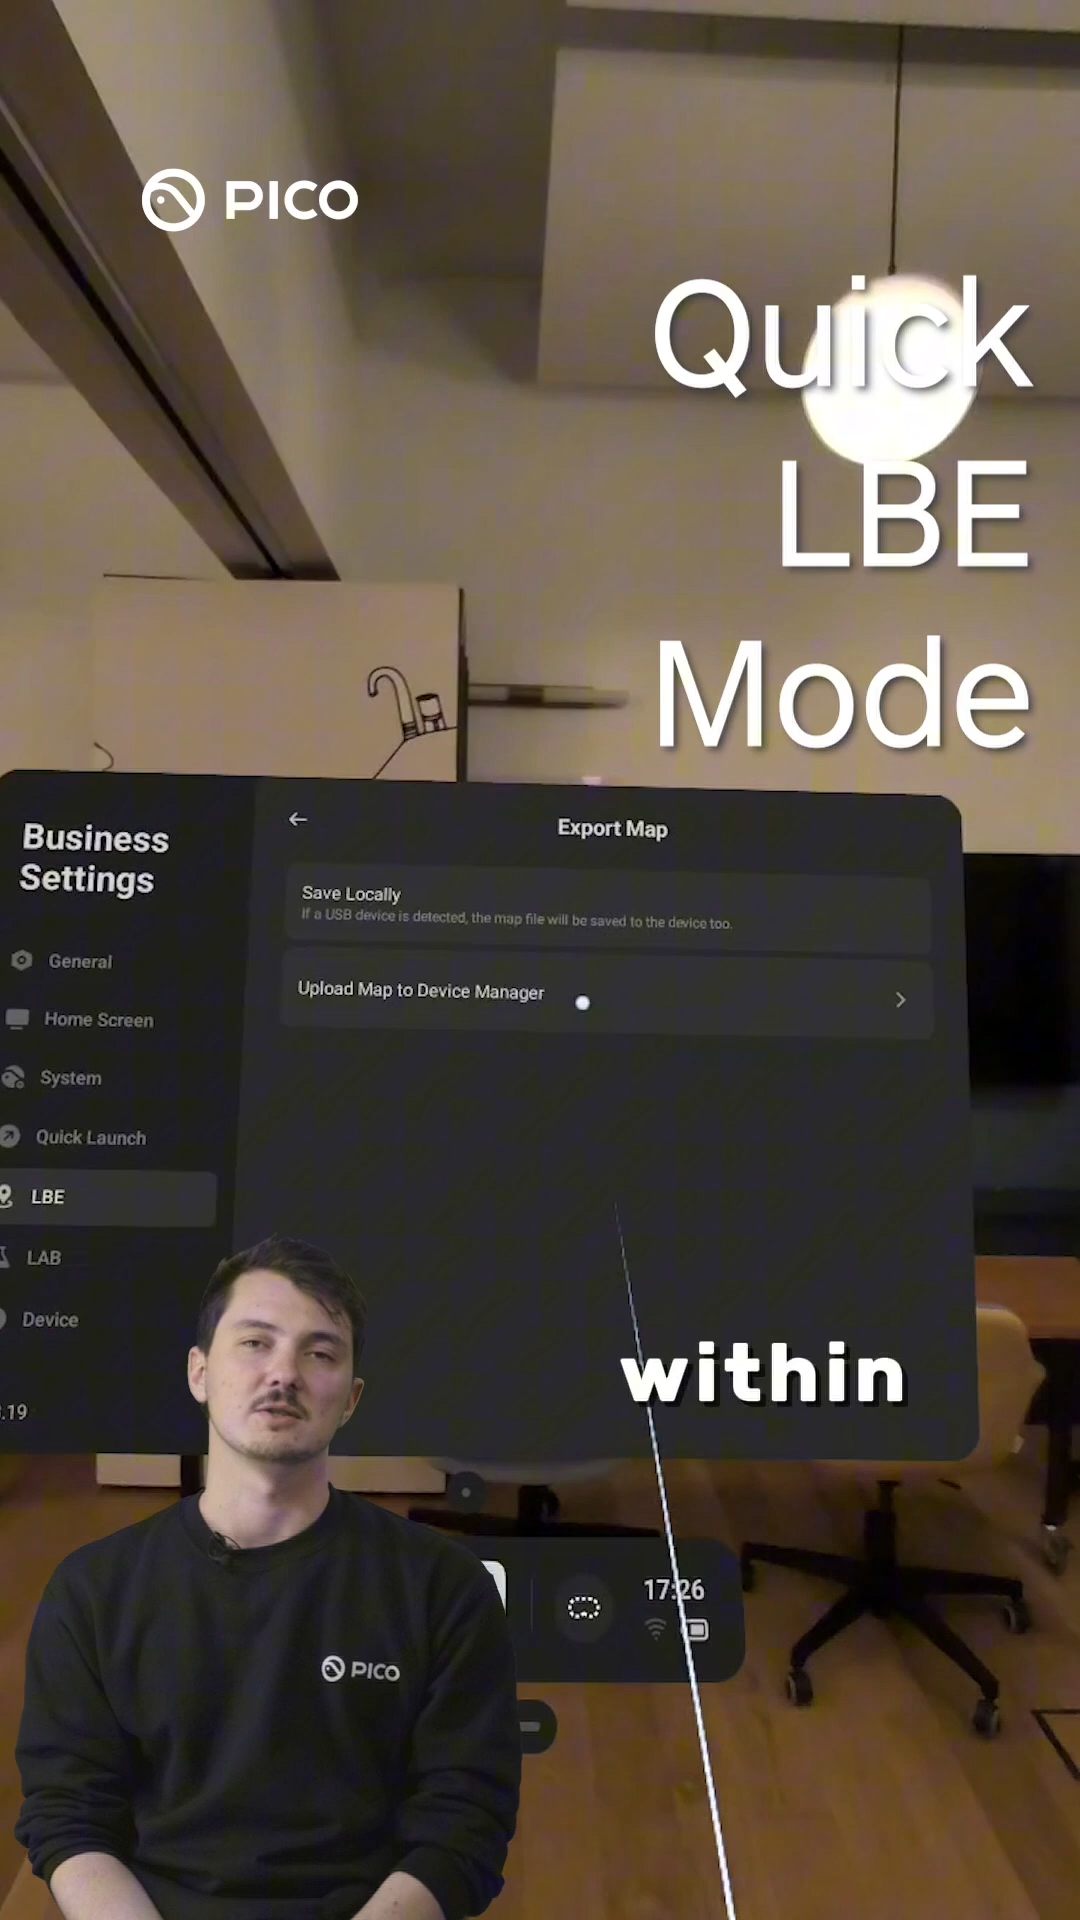 PICO
Quick
LBE
Mode
Business
Settings
General
Home Screen
System
Quick Launch
LBE
LAB
Device
.19
Export Map
Save Locally
If a USB device is detected, the map file will be saved to the device too.
Upload Map to Device Manager
within
17:26
PICO